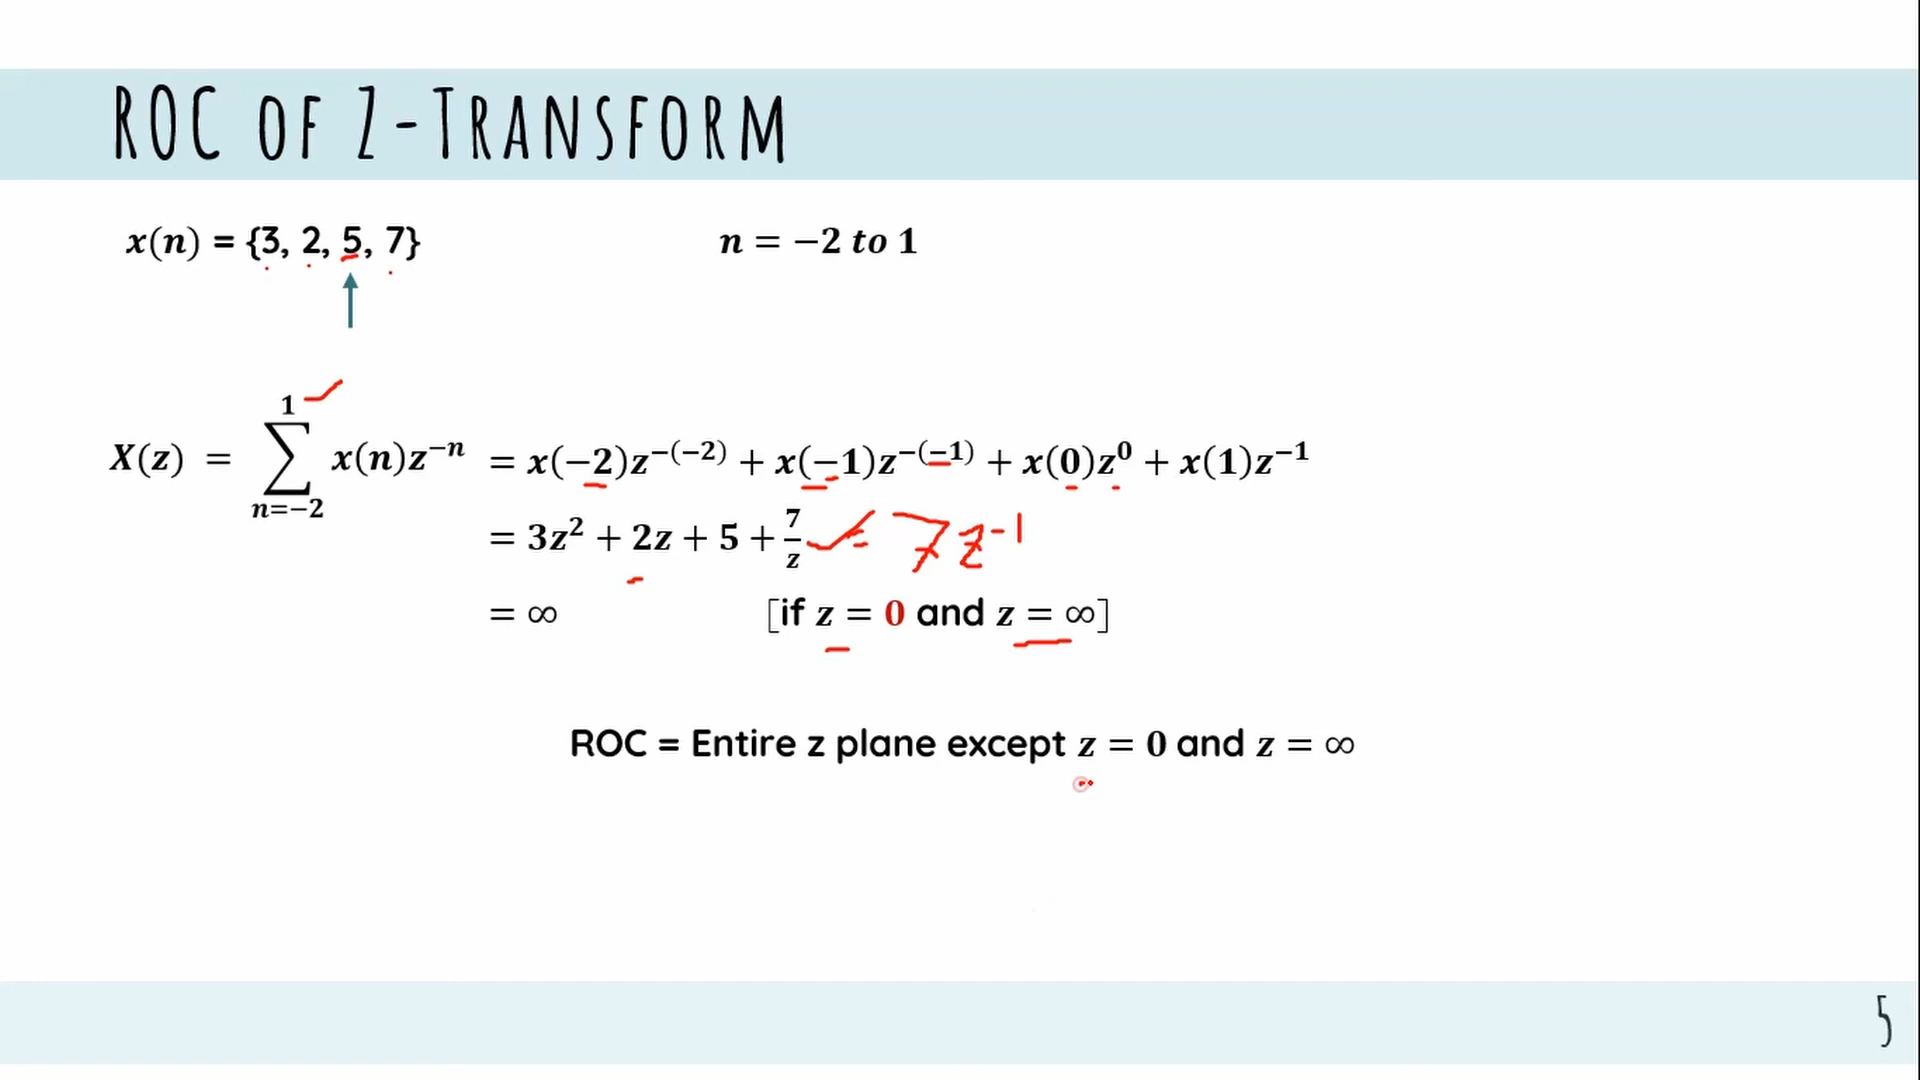 ROC OF Z-TRANSFORM
x(n) = {3, 2, 5, 7} n = −2 to 1
X(z) = ∑_{n=−2}^{1} x(n)z^{−n} = x(−2)z^{−(−2)} + x(−1)z^{−(−1)} + x(0)z^0 + x(1)z^{−1}
= 3z^2 + 2z + 5 + 7/z = 7z^{-1}
= ∞ [if z = 0 and z = ∞]
ROC = Entire z plane except z = 0 and z = ∞
5